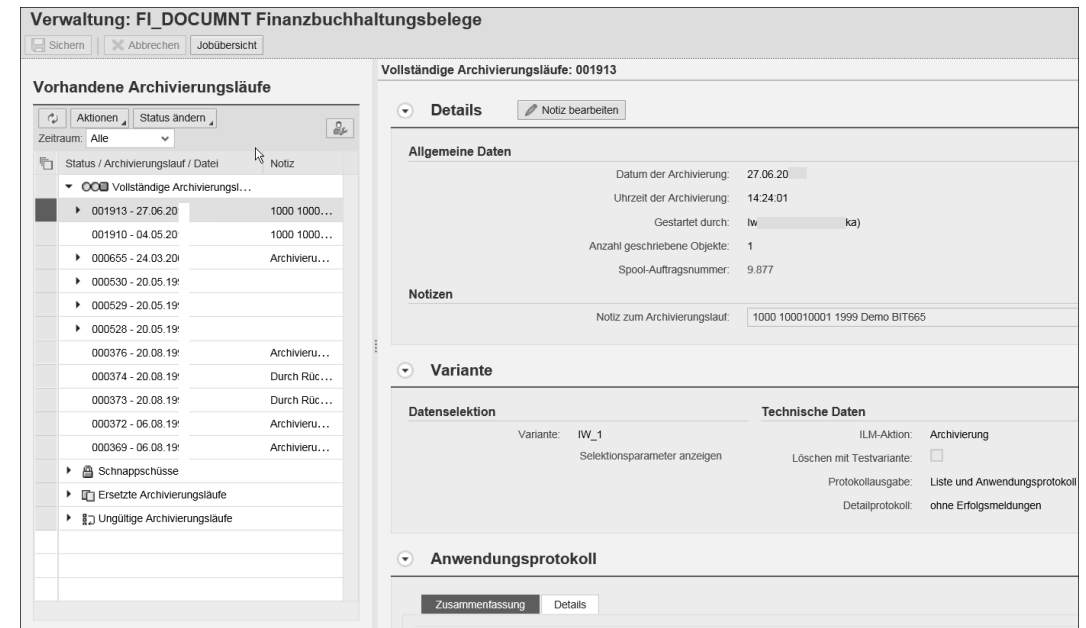 Verwaltung: FI_DOCUMNT Finanzbuchhaltungsbelege
Sichern Abbrechen Jobübersicht
Vorhandene Archivierungsläufe
Aktionen Status ändern
Zeitraum: Alle
Status / Archivierungslauf / Datei Notiz
Vollständige Archivierungsl...
001913 - 27.06.20 1000 1000...
001910 - 04.05.20 1000 1000...
000655 - 24.03.20 Archivieru...
000530 - 20.05.19
000529 - 20.05.19
000528 - 20.05.19
000376 - 20.08.19 Archivieru...
000374 - 20.08.19 Durch Rüc...
000373 - 20.08.19 Durch Rüc...
000372 - 06.08.19 Archivieru...
000369 - 06.08.19 Archivieru...
Schnappschüsse
Ersetzte Archivierungsläufe
Ungültige Archivierungsläufe
Vollständige Archivierungsläufe: 001913
Details Notiz bearbeiten
Allgemeine Daten
Datum der Archivierung: 27.06.20
Uhrzeit der Archivierung: 14:24:01
Gestartet durch: Iw ka)
Anzahl geschriebene Objekte: 1
Spool-Auftragsnummer: 9.877
Notizen
Notiz zum Archivierungslauf: 1000 100010001 1999 Demo BIT665
Variante
Datenselektion
Variante: IW_1
Selektionsparameter anzeigen
Technische Daten
ILM-Aktion: Archivierung
Löschen mit Testvariante:
Protokollausgabe: Liste und Anwendungsprotokoll
Detailprotokoll: ohne Erfolgsmeldungen
Anwendungsprotokoll
Zusammenfassung Details